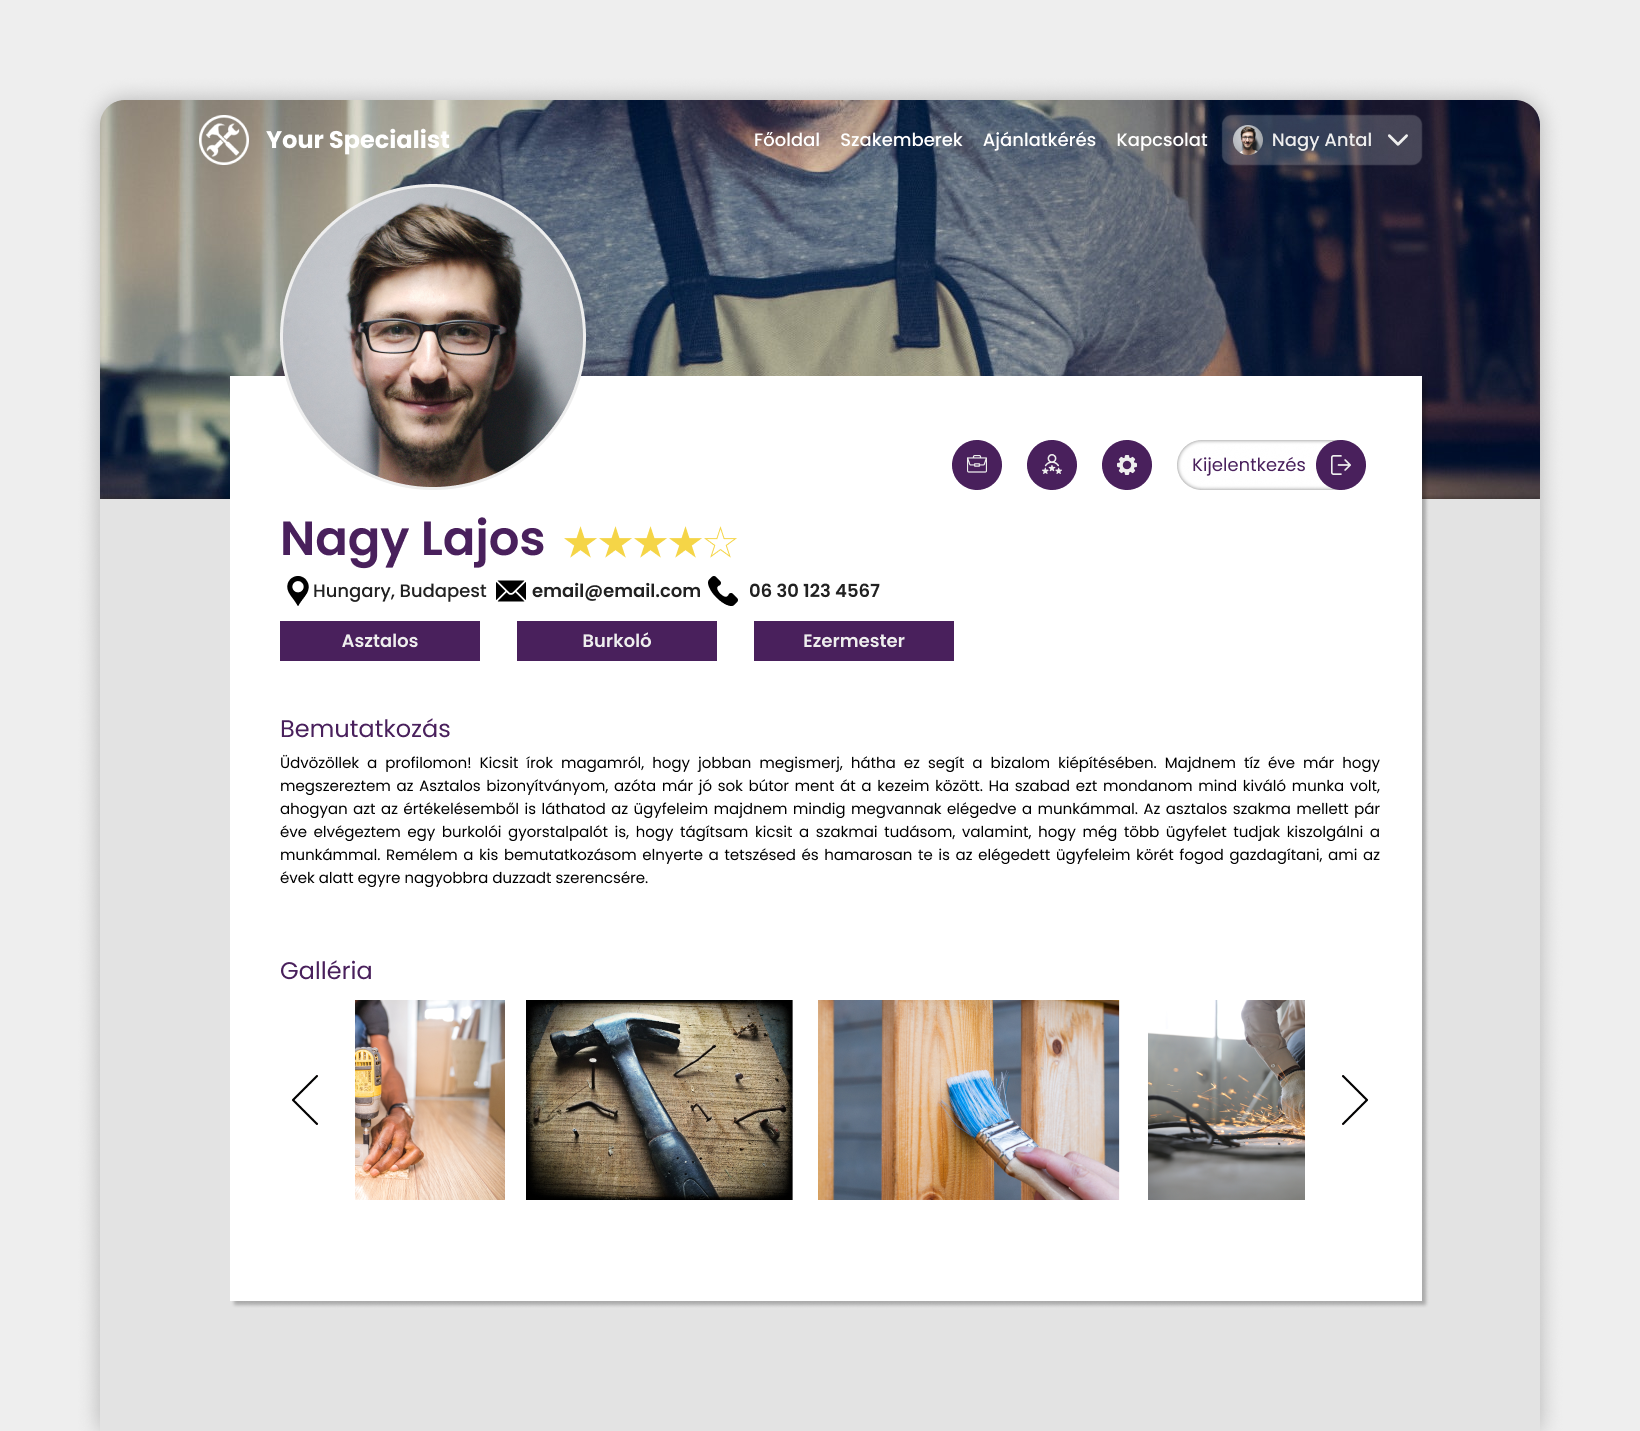 Your Specialist
Főoldal Szakemberek Ajánlatkérés Kapcsolat Nagy Antal
Kijelentkezés
Nagy Lajos
Hungary, Budapest email@email.com 06 30 123 4567
Asztalos Burkoló Ezermester
Bemutatkozás
Üdvözöllek a profilomon! Kicsit írok magamról, hogy jobban megismerj, hátha ez segít a bizalom kiépítésében. Majdnem tíz éve már hogy
megszereztem az Asztalos bizonyítványom, azóta már jó sok bútor ment át a kezeim között. Ha szabad ezt mondanom mind kiváló munka volt,
ahogyan azt az értékelésemből is láthatod az ügyfeleim majdnem mindig megvannak elégedve a munkámmal. Az asztalos szakma mellett pár
éve elvégeztem egy burkolói gyorstalpalót is, hogy tágítsam kicsit a szakmai tudásom, valamint, hogy még több ügyfelet tudjak kiszolgálni a
munkámmal. Remélem a kis bemutatkozásom elnyerte a tetszésed és hamarosan te is az elégedett ügyfeleim körét fogod gazdagítani, ami az
évek alatt egyre nagyobbra duzzadt szerencsére.
Galléria